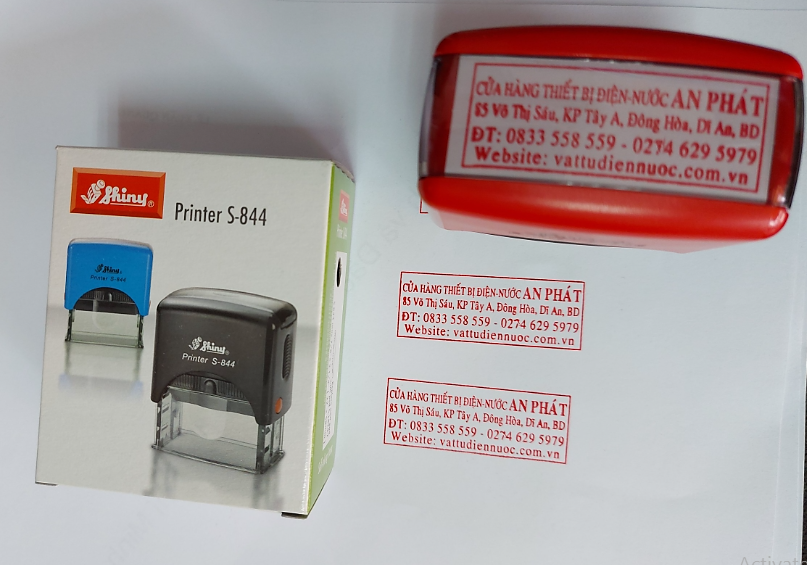 Shiny®
Printer S-844
Shiny®
Printer S-844
Shiny®
Printer S-844
CỬA HÀNG THIẾT BỊ ĐIỆN-NƯỚC AN PHÁT
85 Võ Thị Sáu, KP Tây A, Đông Hòa, Dĩ An, BD
ĐT: 0833 558 559 - 0274 629 5979
Website: vattudiennuoc.com.vn
CỬA HÀNG THIẾT BỊ ĐIỆN-NƯỚC AN PHÁT
85 Võ Thị Sáu, KP Tây A, Đông Hòa, Dĩ An, BD
ĐT: 0833 558 559 - 0274 629 5979
Website: vattudiennuoc.com.vn
CỬA HÀNG THIẾT BỊ ĐIỆN-NƯỚC AN PHÁT
85 Võ Thị Sáu, KP Tây A, Đông Hòa, Dĩ An, BD
ĐT: 0833 558 559 - 0274 629 5979
Website: vattudiennuoc.com.vn
Activate